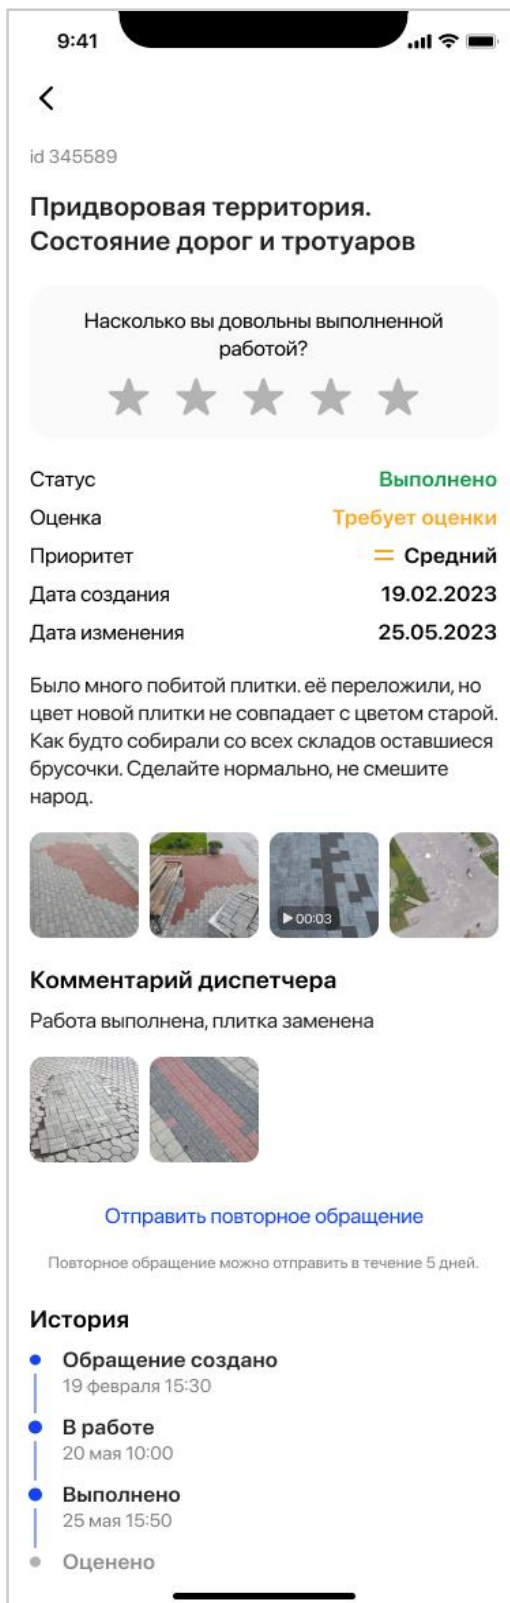 9:41
id 345589
Придворовая территория.
Состояние дорог и тротуаров
Насколько вы довольны выполненной
работой?
Статус Выполнено
Оценка Требует оценки
Приоритет Средний
Дата создания 19.02.2023
Дата изменения 25.05.2023
Было много побитой плитки. её переложили, но
цвет новой плитки не совпадает с цветом старой.
Как будто собирали со всех складов оставшиеся
брусочки. Сделайте нормально, не смешите
народ.
00:03
Комментарий диспетчера
Работа выполнена, плитка заменена
Отправить повторное обращение
Повторное обращение можно отправить в течение 5 дней.
История
Обращение создано
19 февраля 15:30
В работе
20 мая 10:00
Выполнено
25 мая 15:50
Оценено